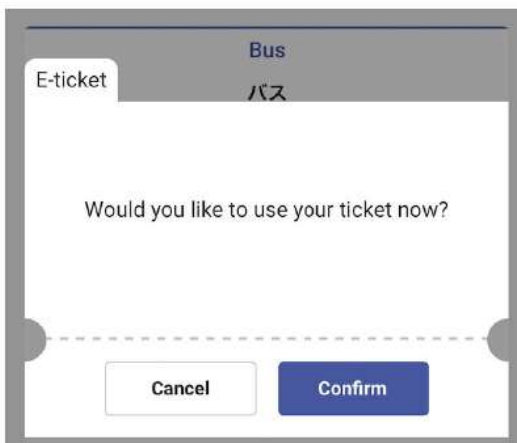 Bus
E-ticket
バス
Would you like to use your ticket now?
Cancel
Confirm